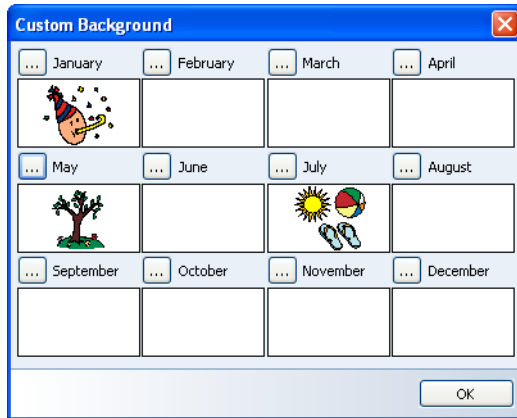 Custom Background
... January ... February ... March ... April
... May ... June ... July ... August
... September ... October ... November ... December
OK